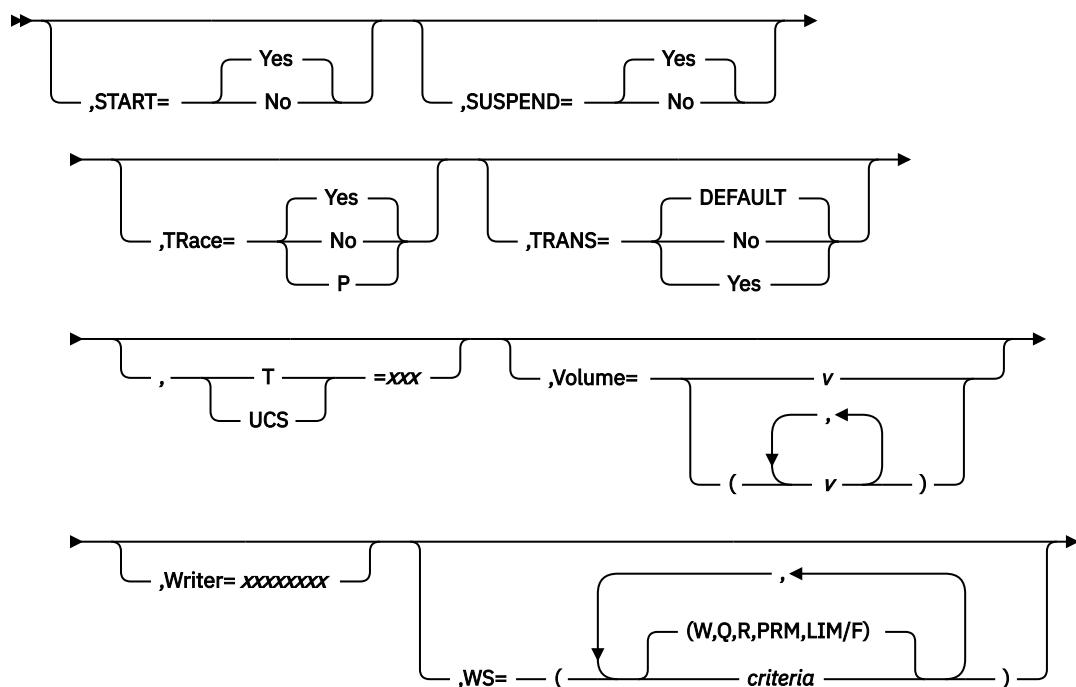 Yes Yes
,START= No ,SUSPEND= No
Yes DEFAULT
,TRace= No ,TRANS= No
P Yes
, T =xxx ,Volume= v
UCS ,
( v )
,Writer= xxxxxxxx ,
(W,Q,R,PRM,LIM/F)
,WS= ( criteria )